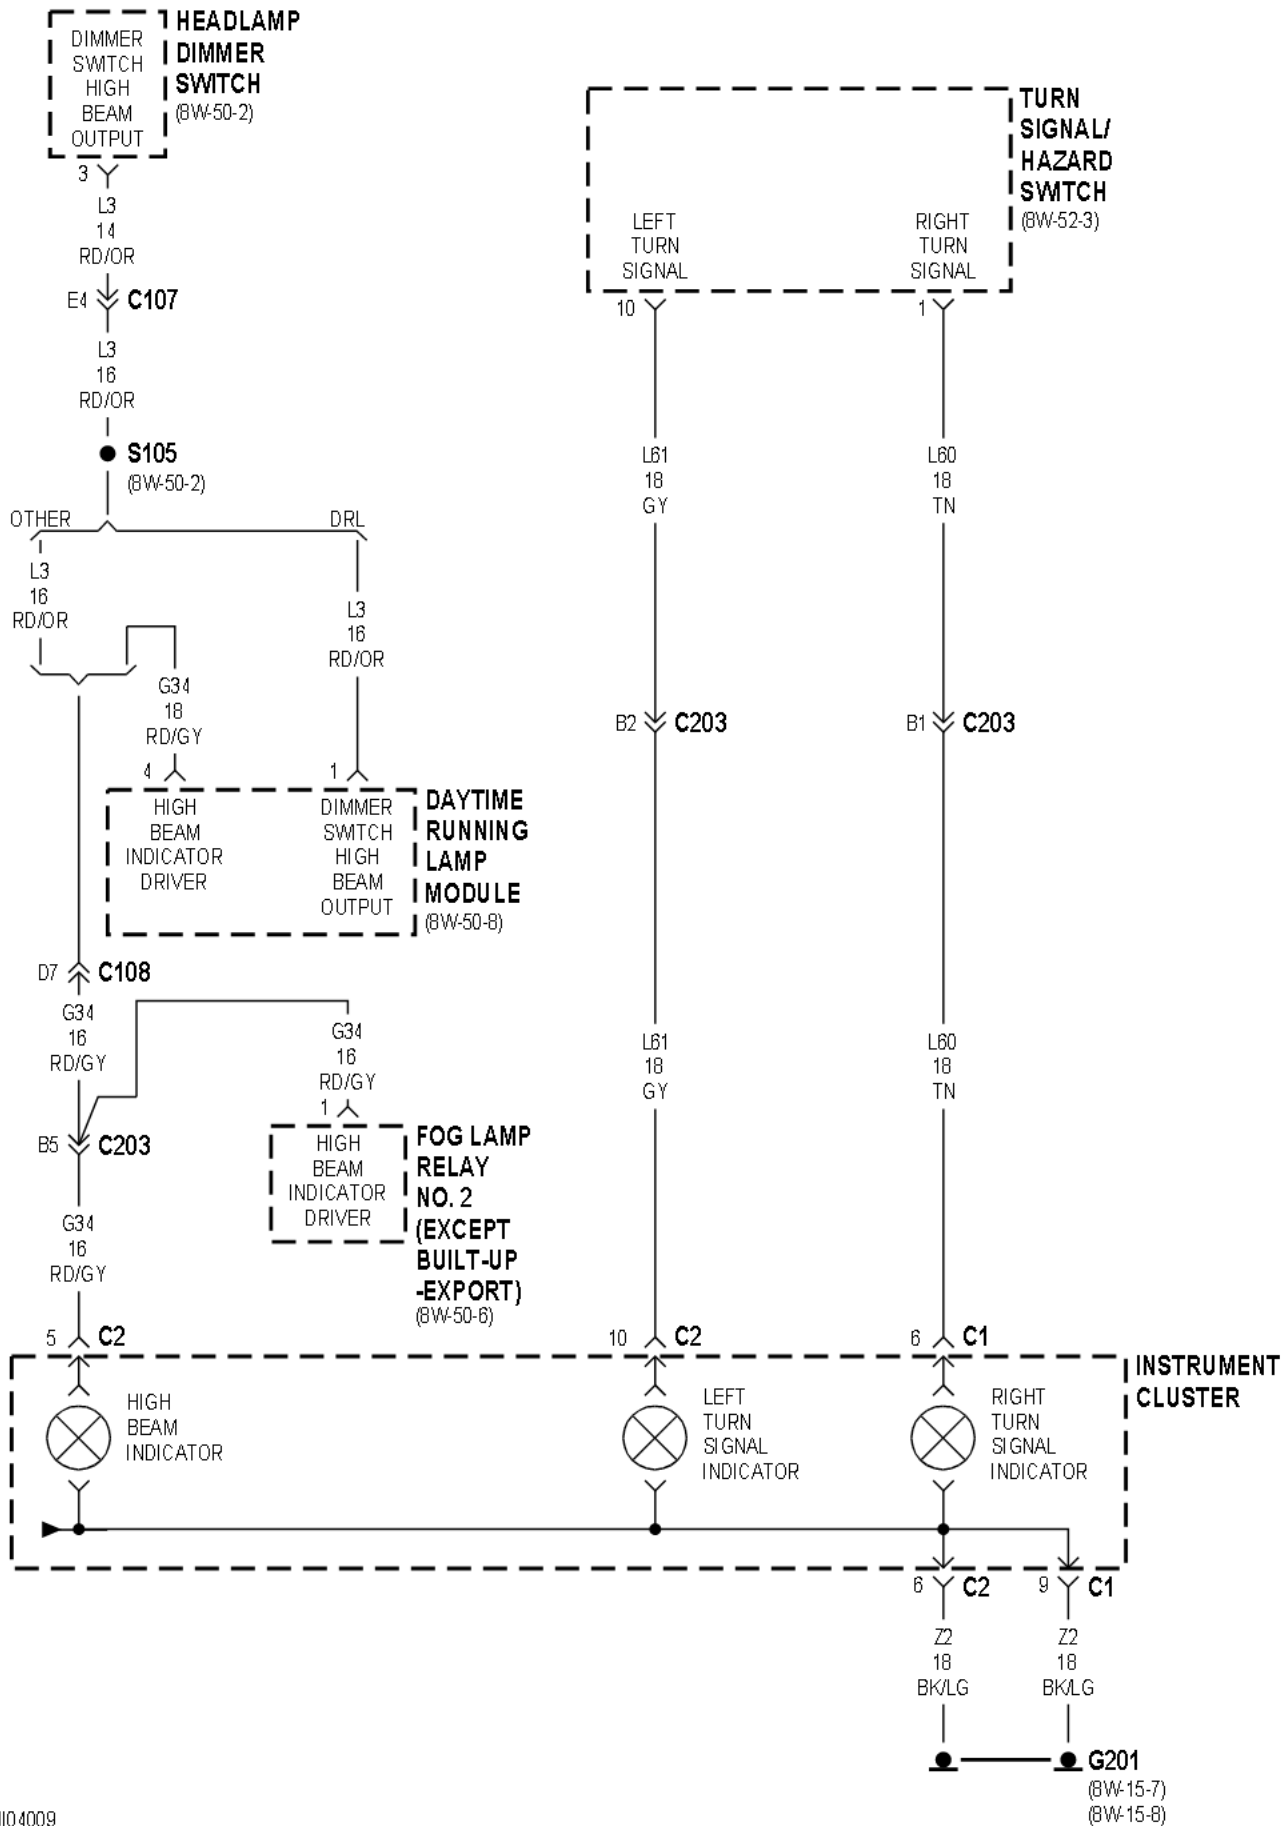 DIMMER
SWITCH
HIGH
BEAM
OUTPUT
HEADLAMP
DIMMER
SWITCH
(8W-50-2)
3
L3
14
RD/OR
E4
C107
L3
16
RD/OR
S105
(8W-50-2)
OTHER
DRL
L3
16
RD/OR
L3
16
RD/OR
G34
18
RD/GY
4
1
HIGH
BEAM
INDICATOR
DRIVER
DIMMER
SWITCH
HIGH
BEAM
OUTPUT
DAYTIME
RUNNING
LAMP
MODULE
(8W-50-8)
D7
C108
G34
16
RD/GY
G34
16
RD/GY
1
B5
C203
HIGH
BEAM
INDICATOR
DRIVER
FOG LAMP
RELAY
NO. 2
(EXCEPT
BUILT-UP
-EXPORT)
(8W-50-6)
G34
16
RD/GY
5
C2
TURN
SIGNAL/
HAZARD
SWITCH
(8W-52-3)
LEFT
TURN
SIGNAL
RIGHT
TURN
SIGNAL
10
1
L61
18
GY
L60
18
TN
B2
C203
B1
C203
L61
18
GY
L60
18
TN
10
C2
6
C1
INSTRUMENT
CLUSTER
HIGH
BEAM
INDICATOR
LEFT
TURN
SIGNAL
INDICATOR
RIGHT
TURN
SIGNAL
INDICATOR
6
C2
9
C1
Z2
18
BK/LG
Z2
18
BK/LG
G201
(8W-15-7)
(8W-15-8)